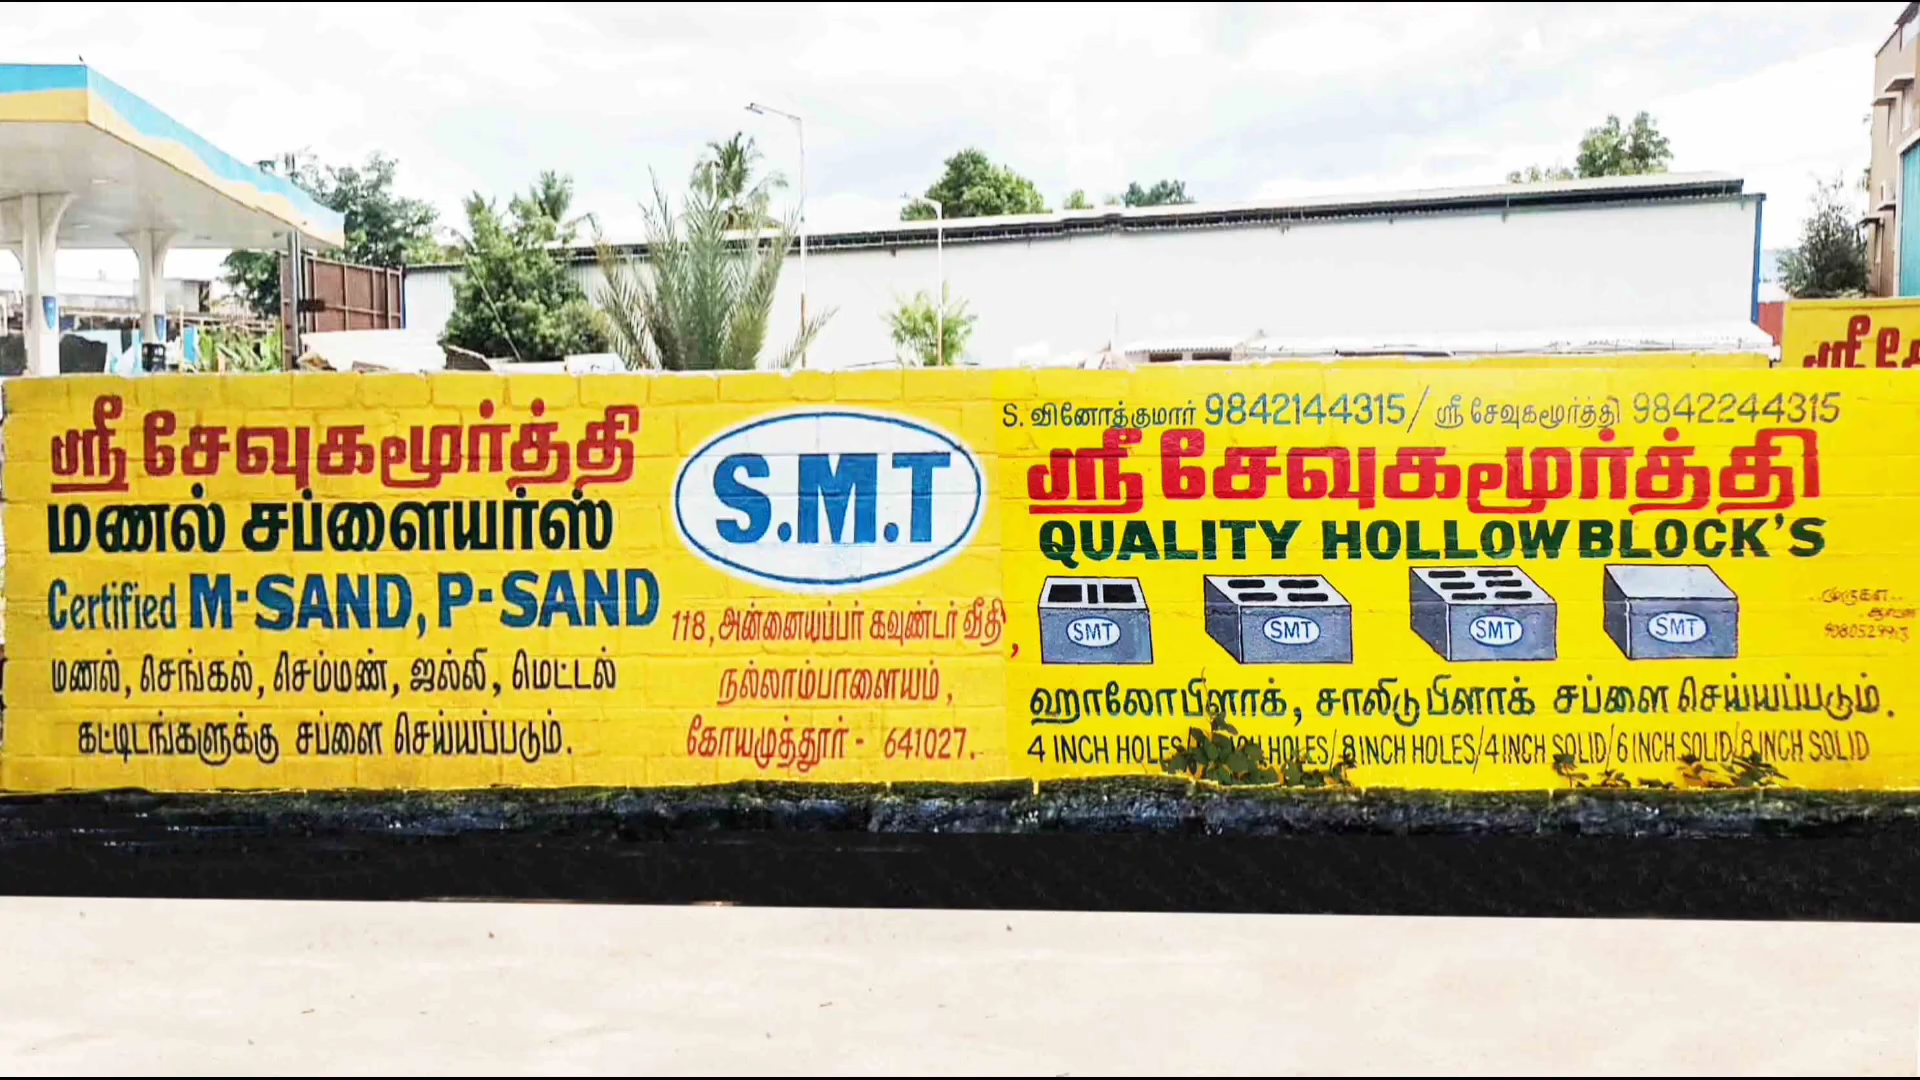 ஸ்ரீ சேவுகமூர்த்தி
மணல் சப்ளையர்ஸ்
Certified M-SAND, P-SAND
மணல், செங்கல், செம்மண், ஜல்லி, மெட்டல்
கட்டிடங்களுக்கு சப்ளை செய்யப்படும்.
S.M.T
118, அன்னையப்பர் கவுண்டர் வீதி,
நல்லாம்பாளையம்,
கோயமுத்தூர் - 641027.
S. வினோத்குமார் 9842144315 / ஸ்ரீ சேவுகமூர்த்தி 9842244315
ஸ்ரீ சேவுகமூர்த்தி
QUALITY HOLLOWBLOCK'S
SMT SMT SMT SMT
ஹாலோபிளாக், சாலிடு பிளாக் சப்ளை செய்யப்படும்.
4 INCH HOLES/ INCH HOLES/8 INCH HOLES/4 INCH SOLID/6 INCH SOLID/8 INCH SOLID
ஸ்ரீ